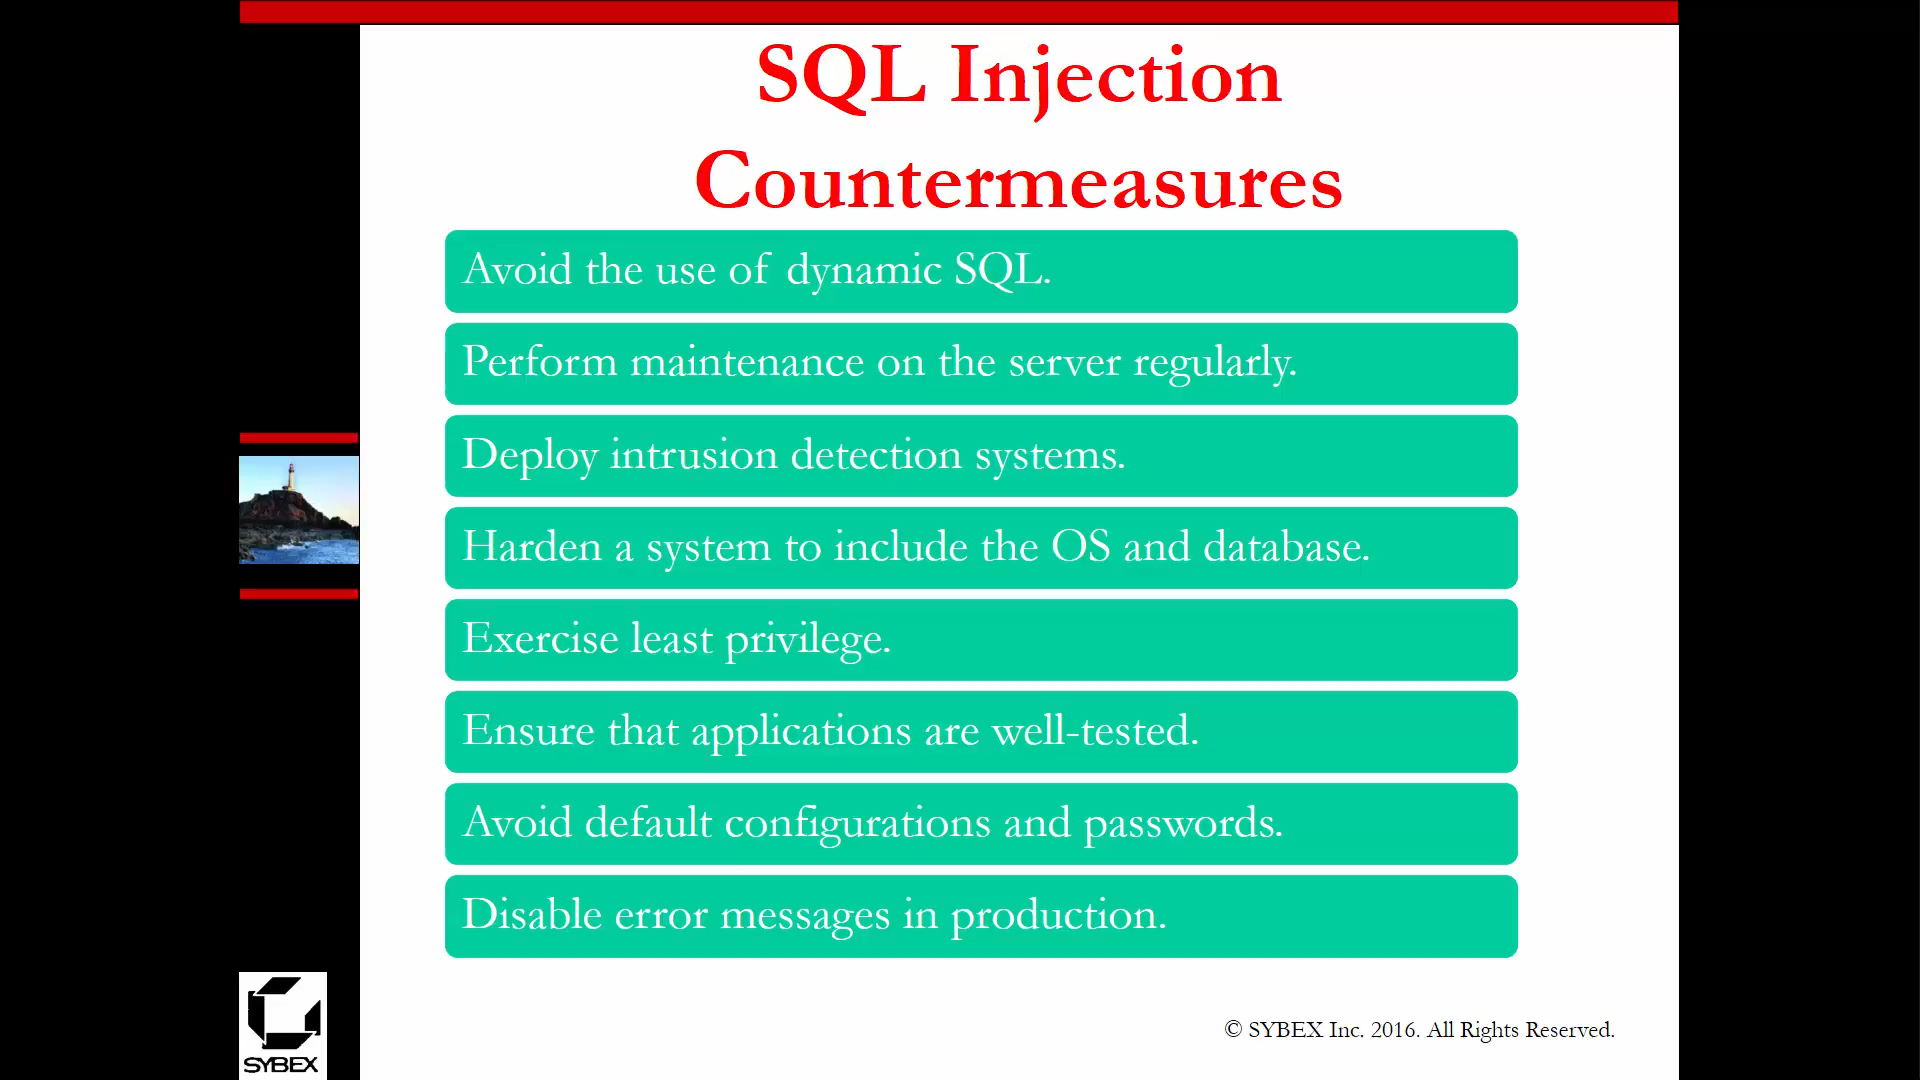 SQL Injection
Countermeasures
Avoid the use of dynamic SQL.
Perform maintenance on the server regularly.
Deploy intrusion detection systems.
Harden a system to include the OS and database.
Exercise least privilege.
Ensure that applications are well-tested.
Avoid default configurations and passwords.
Disable error messages in production.
© SYBEX Inc. 2016. All Rights Reserved.
SYBEX